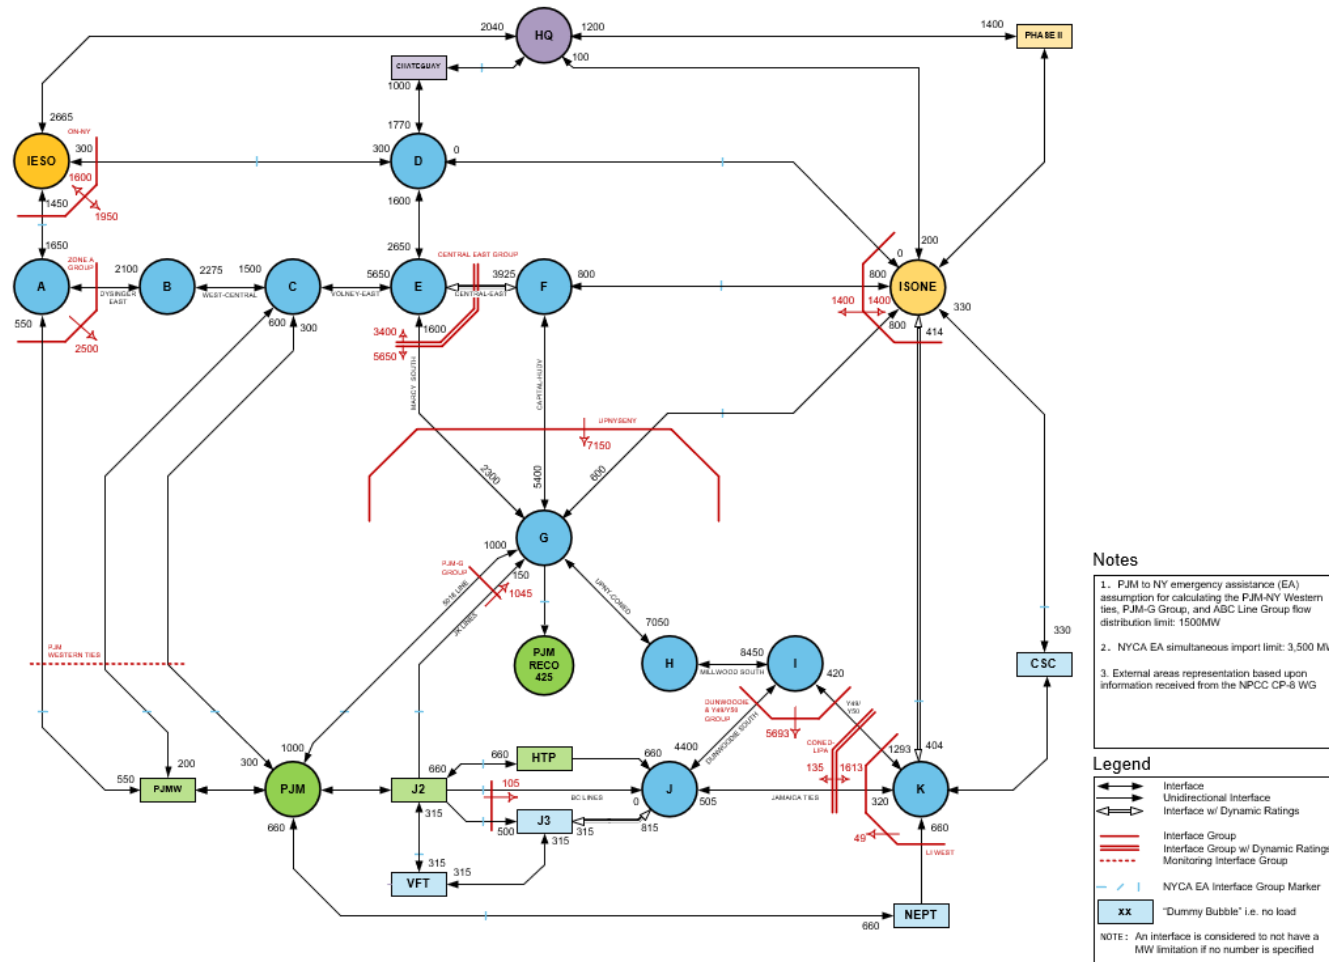 2040
HQ
1200
1400
PHASE II
100
CHATEGUAY
1000
2665
ON-NY
1770
IESO
300
300
D
0
1600
1450
1950
1600
1650
2650
0
200
ZONE A
GROUP
CENTRAL EAST GROUP
A
2100
B
2275
1500
C
5650
E
3925
F
800
800
ISONE
DYSINGER
EAST
WEST-CENTRAL
VOLNEY-EAST
CENTRAL-EAST
1400
1400
330
550
600
300
3400
1600
800
414
2500
5650
MARCY SOUTH
CAPITAL-HUDV
UPNYSENY
7150
2300
5400
600
G
1000
PJM-G
GROUP
150
1045
5018 LINE
JK LINES
UPNY-CONED
7050
PJM
WESTERN TIES
PJM
RECO
425
H
8450
I
MILLWOOD SOUTH
420
330
CSC
DUNWOODIE
& Y49/Y50
GROUP
DUNWOODIE SOUTH
Y49/
Y50
5693
CONED-
LIPA
1000
660
HTP
660
4400
135
1613
1293
404
550
200
300
660
PJMW
PJM
J2
105
BC LINES
0
J
505
JAMAICA TIES
320
K
660
315
500
J3
315
815
660
49
LI WEST
315
315
VFT
660
NEPT
Notes
1. PJM to NY emergency assistance (EA)
assumption for calculating the PJM-NY Western
ties, PJM-G Group, and ABC Line Group flow
distribution limit: 1500MW
2. NYCA EA simultaneous import limit: 3,500 MW
3. External areas representation based upon
information received from the NPCC CP-8 WG
Legend
Interface
Unidirectional Interface
Interface w/ Dynamic Ratings
Interface Group
Interface Group w/ Dynamic Ratings
Monitoring Interface Group
NYCA EA Interface Group Marker
xx
"Dummy Bubble" i.e. no load
NOTE: An interface is considered to not have a
MW limitation if no number is specified